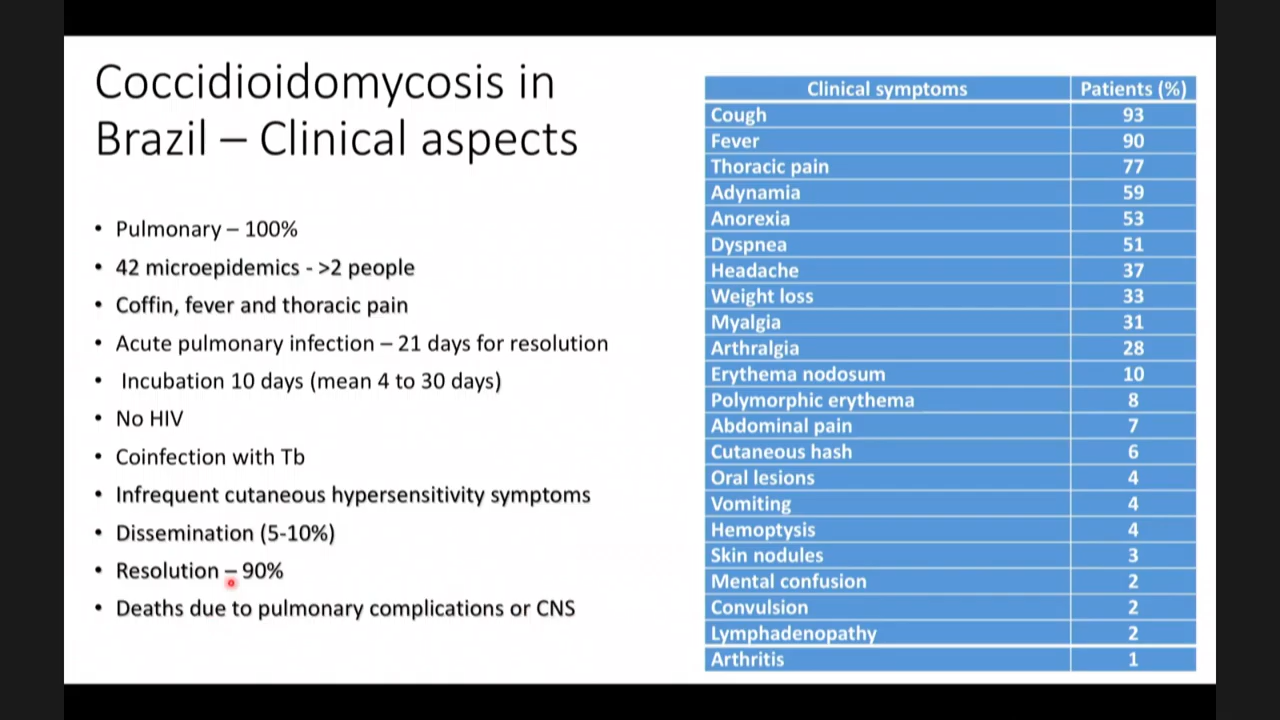 Coccidioidomycosis in
Brazil – Clinical aspects
• Pulmonary – 100%
• 42 microepidemics - >2 people
• Coffin, fever and thoracic pain
• Acute pulmonary infection – 21 days for resolution
• Incubation 10 days (mean 4 to 30 days)
• No HIV
• Coinfection with Tb
• Infrequent cutaneous hypersensitivity symptoms
• Dissemination (5-10%)
• Resolution – 90%
• Deaths due to pulmonary complications or CNS
Clinical symptoms Patients (%)
Cough 93
Fever 90
Thoracic pain 77
Adynamia 59
Anorexia 53
Dyspnea 51
Headache 37
Weight loss 33
Myalgia 31
Arthralgia 28
Erythema nodosum 10
Polymorphic erythema 8
Abdominal pain 7
Cutaneous hash 6
Oral lesions 4
Vomiting 4
Hemoptysis 4
Skin nodules 3
Mental confusion 2
Convulsion 2
Lymphadenopathy 2
Arthritis 1